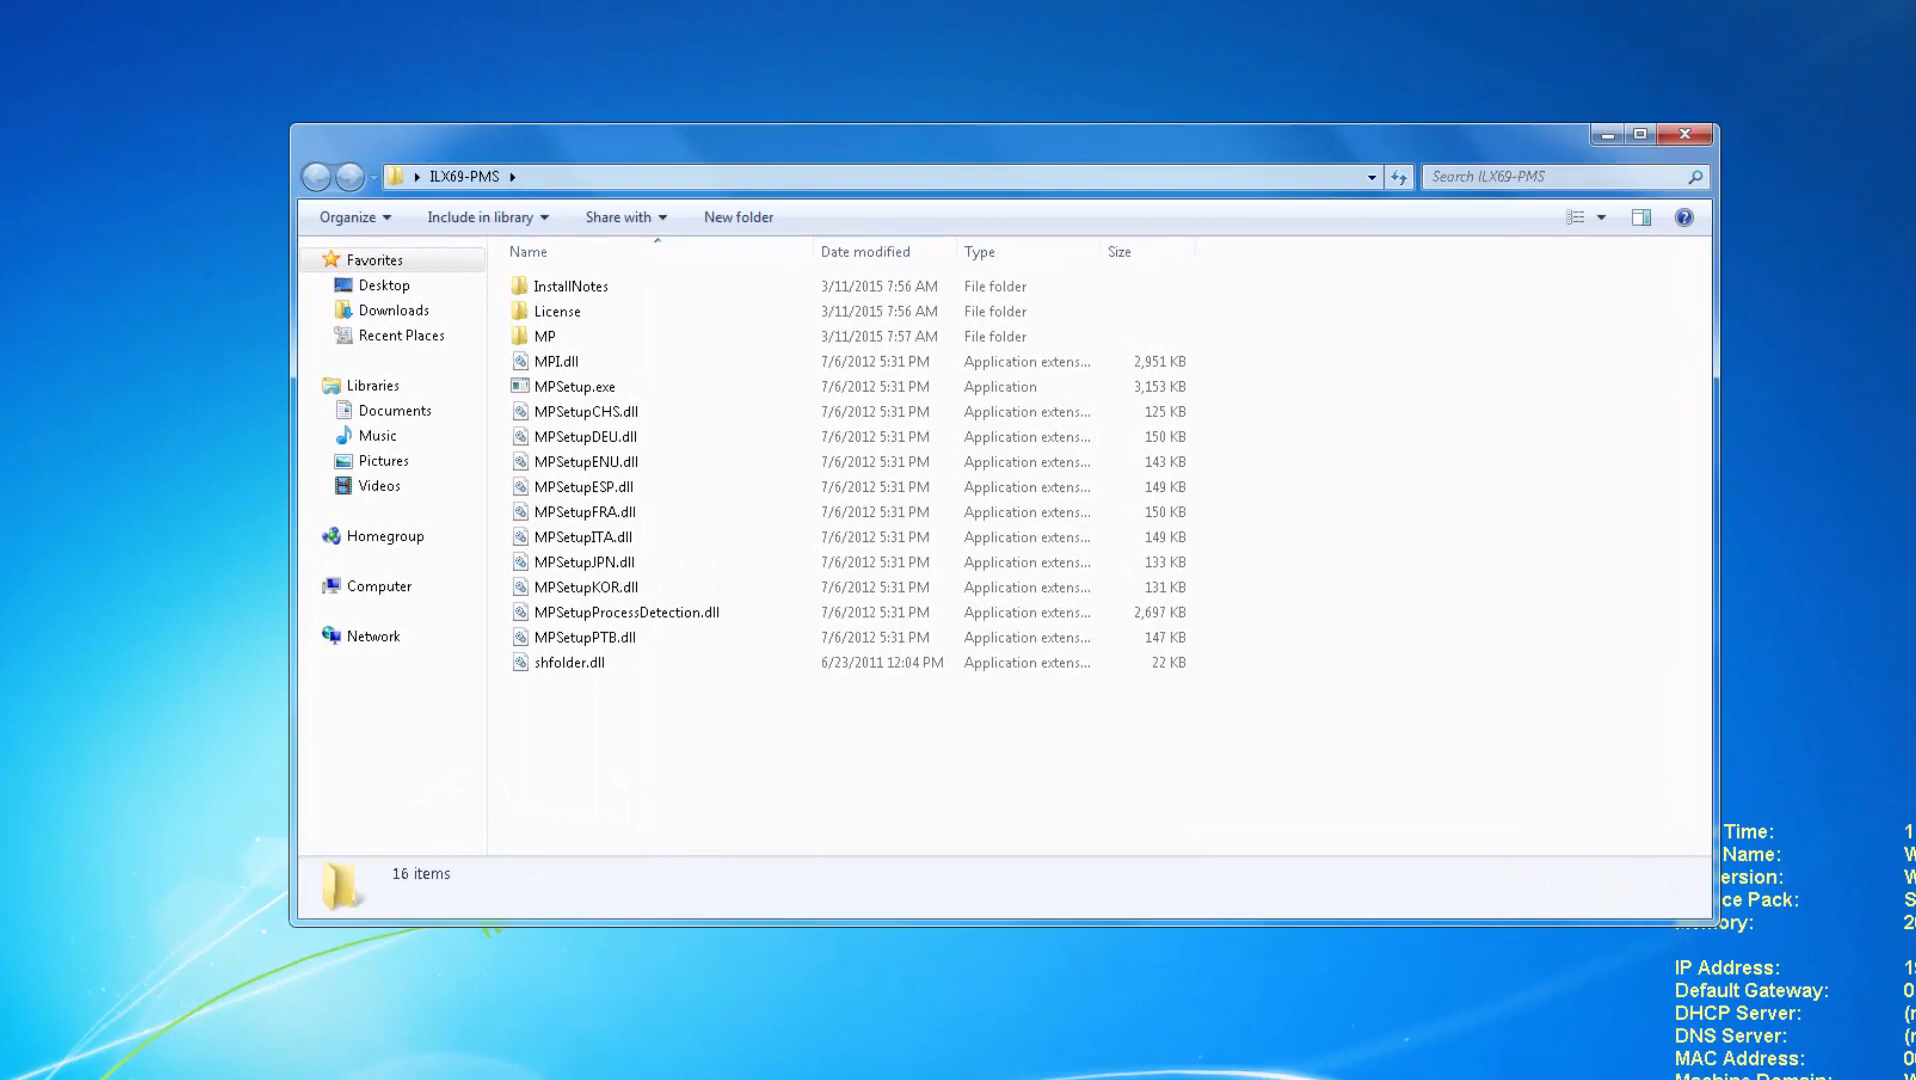 ILX69-PMS
Search ILX69-PMS
Organize Include in library Share with New folder
Name Date modified Type Size
Favorites
Desktop
Downloads
Recent Places
Libraries
Documents
Music
Pictures
Videos
Homegroup
Computer
Network
InstallNotes 3/11/2015 7:56 AM File folder
License 3/11/2015 7:56 AM File folder
MP 3/11/2015 7:57 AM File folder
MPI.dll 7/6/2012 5:31 PM Application extens... 2,951 KB
MPSetup.exe 7/6/2012 5:31 PM Application 3,153 KB
MPSetupCHS.dll 7/6/2012 5:31 PM Application extens... 125 KB
MPSetupDEU.dll 7/6/2012 5:31 PM Application extens... 150 KB
MPSetupENU.dll 7/6/2012 5:31 PM Application extens... 143 KB
MPSetupESP.dll 7/6/2012 5:31 PM Application extens... 149 KB
MPSetupFRA.dll 7/6/2012 5:31 PM Application extens... 150 KB
MPSetupITA.dll 7/6/2012 5:31 PM Application extens... 149 KB
MPSetupJPN.dll 7/6/2012 5:31 PM Application extens... 133 KB
MPSetupKOR.dll 7/6/2012 5:31 PM Application extens... 131 KB
MPSetupProcessDetection.dll 7/6/2012 5:31 PM Application extens... 2,697 KB
MPSetupPTB.dll 7/6/2012 5:31 PM Application extens... 147 KB
shfolder.dll 6/23/2011 12:04 PM Application extens... 22 KB
16 items
Time: 1
Name:
ersion:
ce Pack:
ory:
IP Address:
Default Gateway: 0
DHCP Server:
DNS Server:
MAC Address: